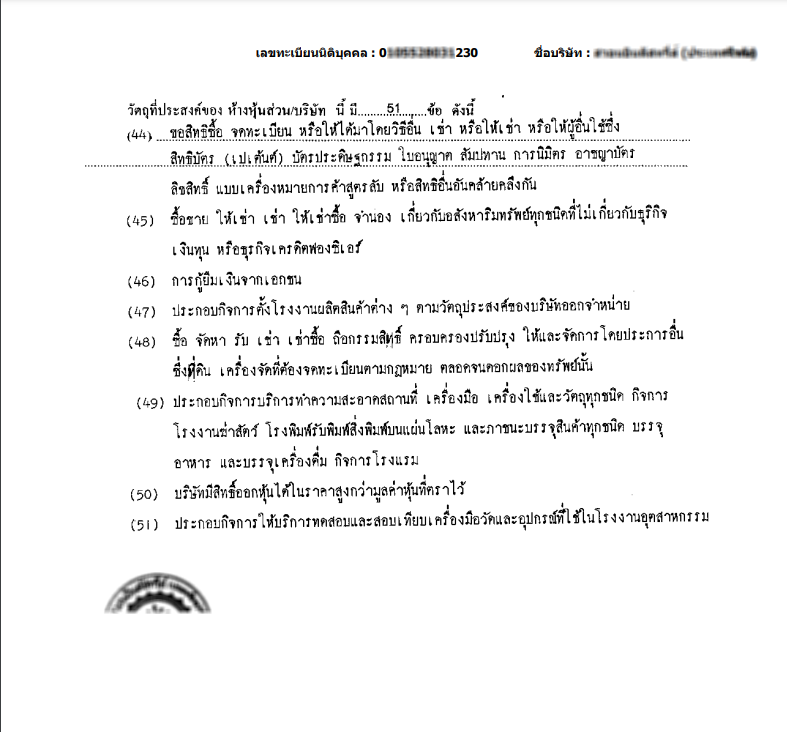 เลขทะเบียนนิติบุคคล : 0 230 ชื่อบริษัท :
วัตถุที่ประสงค์ของ ห้างหุ้นส่วน/บริษัท นี้ มี.........51.........ข้อ ดังนี้
(44) ขอสิทธิซื้อ จดทะเบียน หรือให้ได้มาโดยวิธีอื่น เช่า หรือให้เช่า หรือให้ผู้อื่นใช้ซึ่ง
สิทธิบัตร (เปเต้นต์) บัตรประดิษฐกรรม ใบอนุญาต สัมปทาน การนิมิตร อาชญาบัตร
ลิขสิทธิ์ แบบเครื่องหมายการค้าสูตรลับ หรือสิทธิอื่นอันคล้ายคลึงกัน
(45) ซื้อขาย ให้เช่า เช่า ให้เช่าซื้อ จำนอง เกี่ยวกับอสังหาริมทรัพย์ทุกชนิดที่ไม่เกี่ยวกับธุรกิจ
เงินทุน หรือธุรกิจเครดิตฟองซิเอร์
(46) การกู้ยืมเงินจากเอกชน
(47) ประกอบกิจการตั้งโรงงานผลิตสินค้าต่าง ๆ ตามวัตถุประสงค์ของบริษัทออกจำหน่าย
(48) ซื้อ จัดหา รับ เช่า เช่าซื้อ ถือกรรมสิทธิ์ ครอบครองปรับปรุง ให้และจัดการโดยประการอื่น
ซึ่งที่ดิน เครื่องจัดที่ต้องจดทะเบียนตามกฎหมาย ตลอดจนดอกผลของทรัพย์นั้น
(49) ประกอบกิจการบริการทำความสะอาดสถานที่ เครื่องมือ เครื่องใช้และวัตถุทุกชนิด กิจการ
โรงงานฆ่าสัตว์ โรงพิมพ์รับพิมพ์สิ่งพิมพ์บนแผ่นโลหะ และภาชนะบรรจุสินค้าทุกชนิด บรรจุ
อาหาร และบรรจุเครื่องดื่ม กิจการโรงแรม
(50) บริษัทมีสิทธิ์ออกหุ้นได้ในราคาสูงกว่ามูลค่าหุ้นที่ตราไว้
(51) ประกอบกิจการให้บริการทดสอบและสอบเทียบเครื่องมือวัดและอุปกรณ์ที่ใช้ในโรงงานอุตสาหกรรม